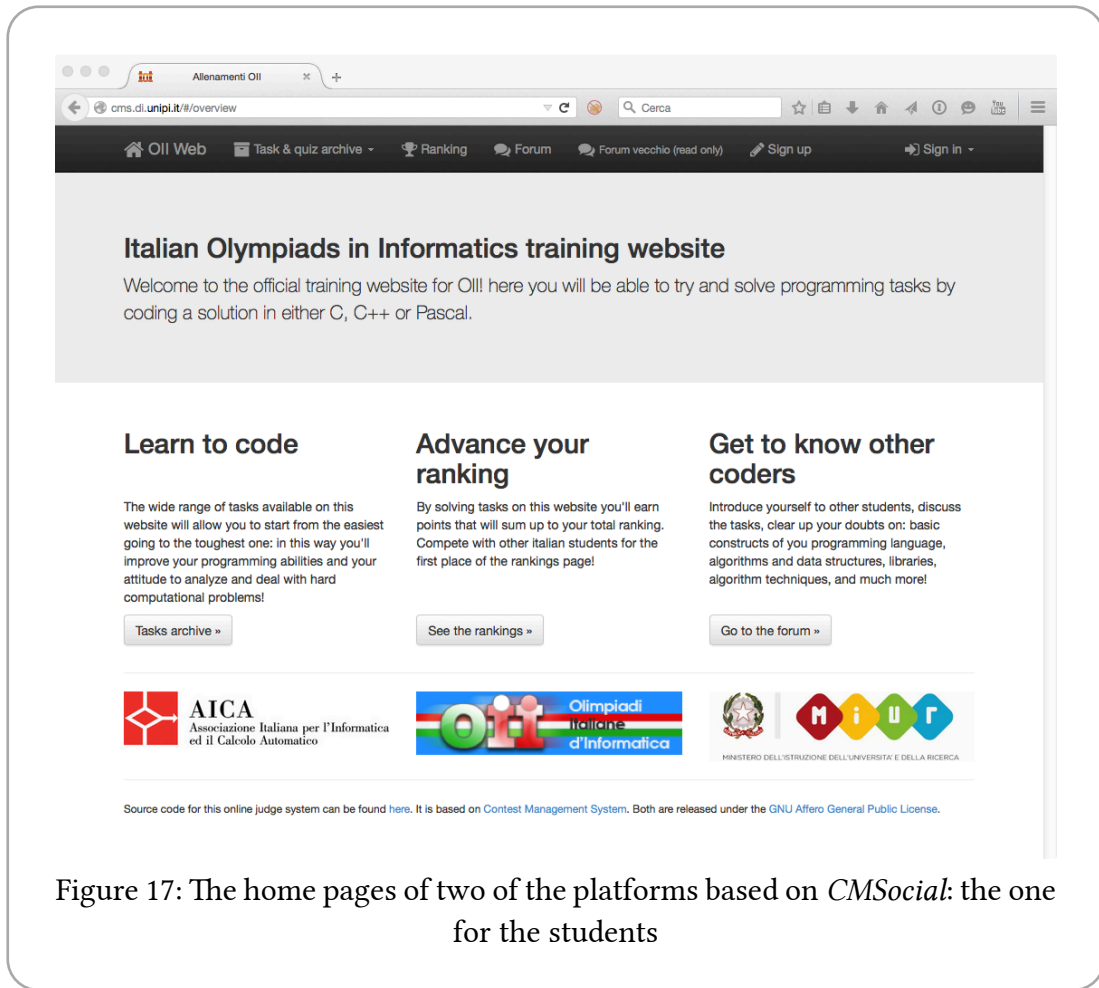 Allenamenti OII
cms.di.unipi.it/#/overview
Cerca
You
Tube
OII Web Task & quiz archive Ranking Forum Forum vecchio (read only) Sign up Sign in
Italian Olympiads in Informatics training website
Welcome to the official training website for OII! here you will be able to try and solve programming tasks by
coding a solution in either C, C++ or Pascal.
Learn to code
The wide range of tasks available on this
website will allow you to start from the easiest
going to the toughest one: in this way you'll
improve your programming abilities and your
attitude to analyze and deal with hard
computational problems!
Tasks archive »
Advance your
ranking
By solving tasks on this website you'll earn
points that will sum up to your total ranking.
Compete with other italian students for the
first place of the rankings page!
See the rankings »
Get to know other
coders
Introduce yourself to other students, discuss
the tasks, clear up your doubts on: basic
constructs of you programming language,
algorithms and data structures, libraries,
algorithm techniques, and much more!
Go to the forum »
AICA
Associazione Italiana per l'Informatica
ed il Calcolo Automatico
Oii
Olimpiadi
Italiane
d'Informatica
M i U r
MINISTERO DELL'ISTRUZIONE DELL'UNIVERSITA' E DELLA RICERCA
Source code for this online judge system can be found here. It is based on Contest Management System. Both are released under the GNU Affero General Public License.
Figure 17: The home pages of two of the platforms based on CMSocial: the one
for the students